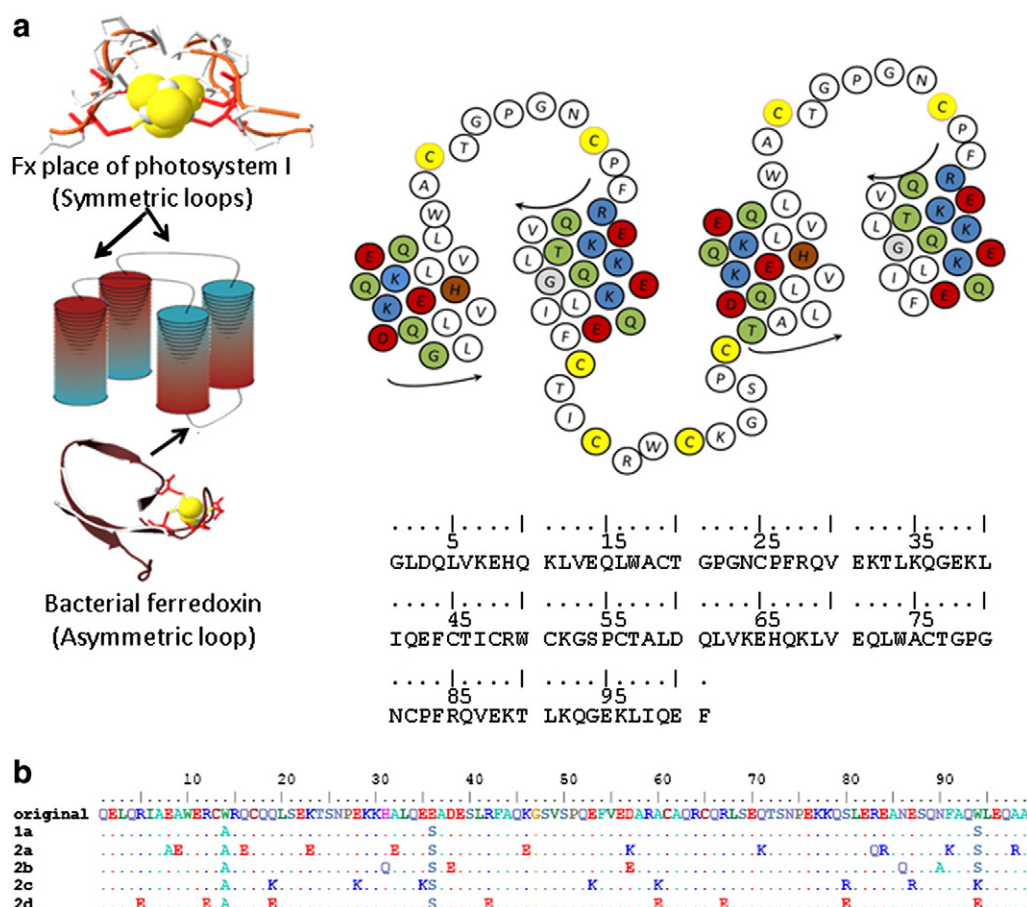 a
Fx place of photosystem I
(Symmetric loops)
Bacterial ferredoxin
(Asymmetric loop)
C T G P G N C P F
A W L
E Q K L V
Q K E H
D Q L V
G L
V Q R E
L T K K
G Q K E
I L E Q
F
C T I C R W C K G S P C
C T G P G N C P F
A W L
E Q K L V
Q K E H
D Q L V
T A L
V Q R E
L T K K
G Q K E
I L E Q
F
....|....| ....|....| ....|....| ....|....|
5 15 25 35
GLDQLVKEHQ KLVEQLWACT GPGNCPFRQV EKTLKQGEKL
....|....| ....|....| ....|....| ....|....|
45 55 65 75
IQEFCTICRW CKGSPCTALD QLVKEHQKLV EQLWACTGPG
....|....| ....|....| .
85 95
NCPFRQVEKT LKQGEKLIQE F
b
10 20 30 40 50 60 70 80 90
original QELQRIAEAWERCWRQCQQLSEKTSNPEKKHALQEEADESLRFAQKGSVSPQEFVEDARACAQRCQRLSEQTSNPEKKQSLEREANESQNFAQWLEQAA
1a A S S
2a A E A E E E S E K K Q R K S K
2b A Q S E E Q A S
2c A K K K S K K R K K
2d E E A E S E E E E E